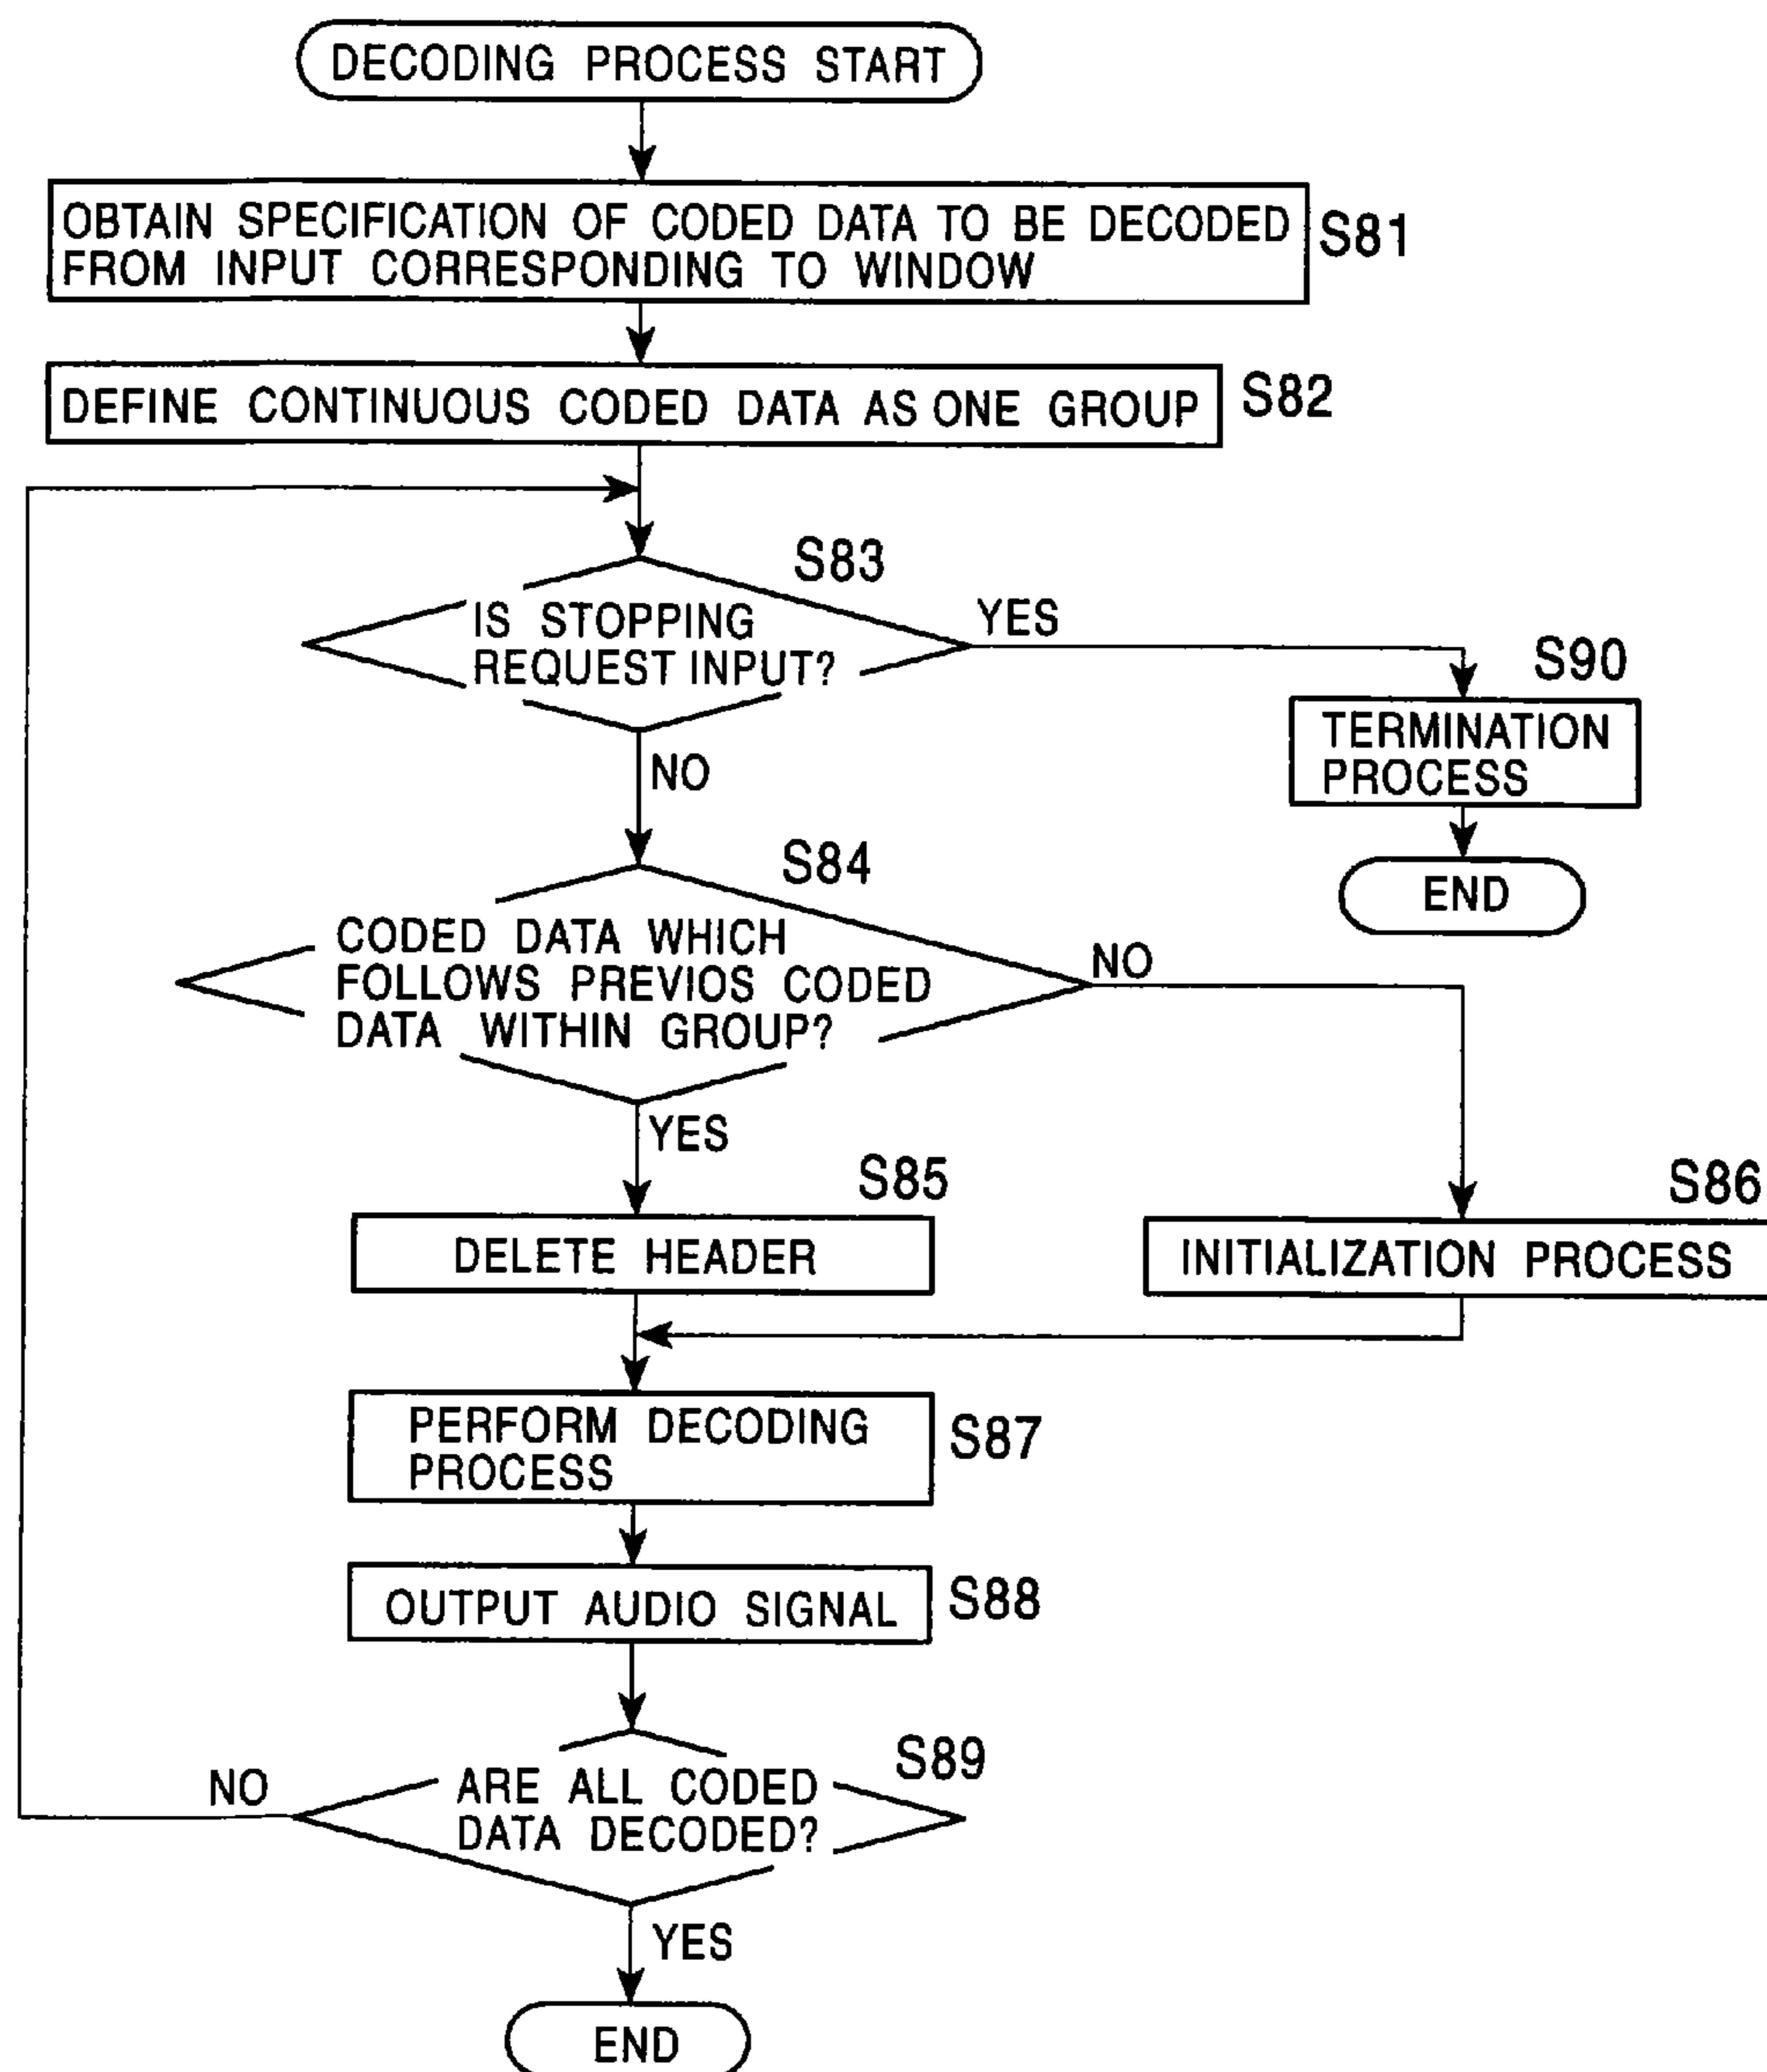 DECODING PROCESS START
OBTAIN SPECIFICATION OF CODED DATA TO BE DECODED
FROM INPUT CORRESPONDING TO WINDOW
S81
DEFINE CONTINUOUS CODED DATA AS ONE GROUP
S82
S83
IS STOPPING
REQUEST INPUT?
YES
NO
S90
TERMINATION
PROCESS
END
S84
CODED DATA WHICH
FOLLOWS PREVIOS CODED
DATA WITHIN GROUP?
NO
YES
S85
DELETE HEADER
S86
INITIALIZATION PROCESS
PERFORM DECODING
PROCESS
S87
OUTPUT AUDIO SIGNAL
S88
S89
ARE ALL CODED
DATA DECODED?
NO
YES
END